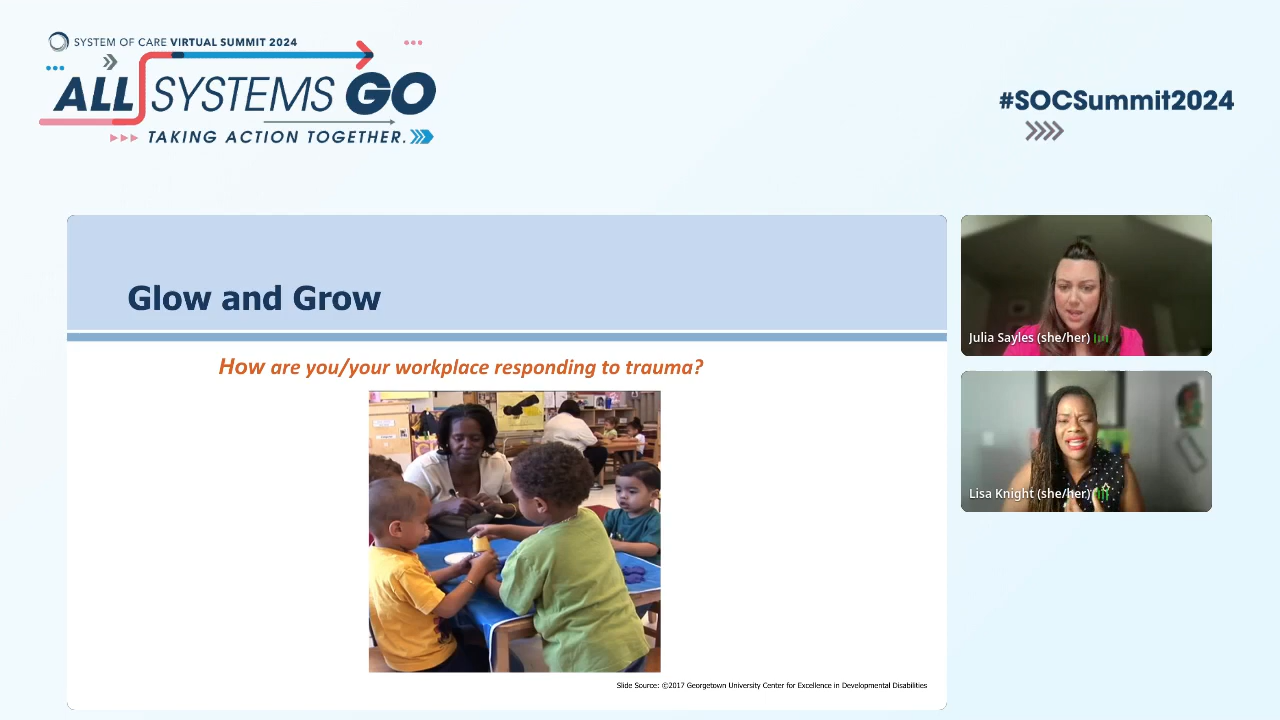 SYSTEM OF CARE VIRTUAL SUMMIT 2024
ALL SYSTEMS GO
TAKING ACTION TOGETHER.
#SOCSummit2024
Glow and Grow
How are you/your workplace responding to trauma?
Julia Sayles (she/her)
Lisa Knight (she/her)
Slide Source: ©2017 Georgetown University Center for Excellence in Developmental Disabilities